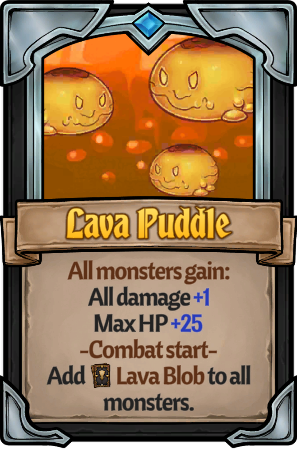 Lava Puddle
All monsters gain:
All damage +1
Max HP +25
-Combat start-
Add Lava Blob to all
monsters.